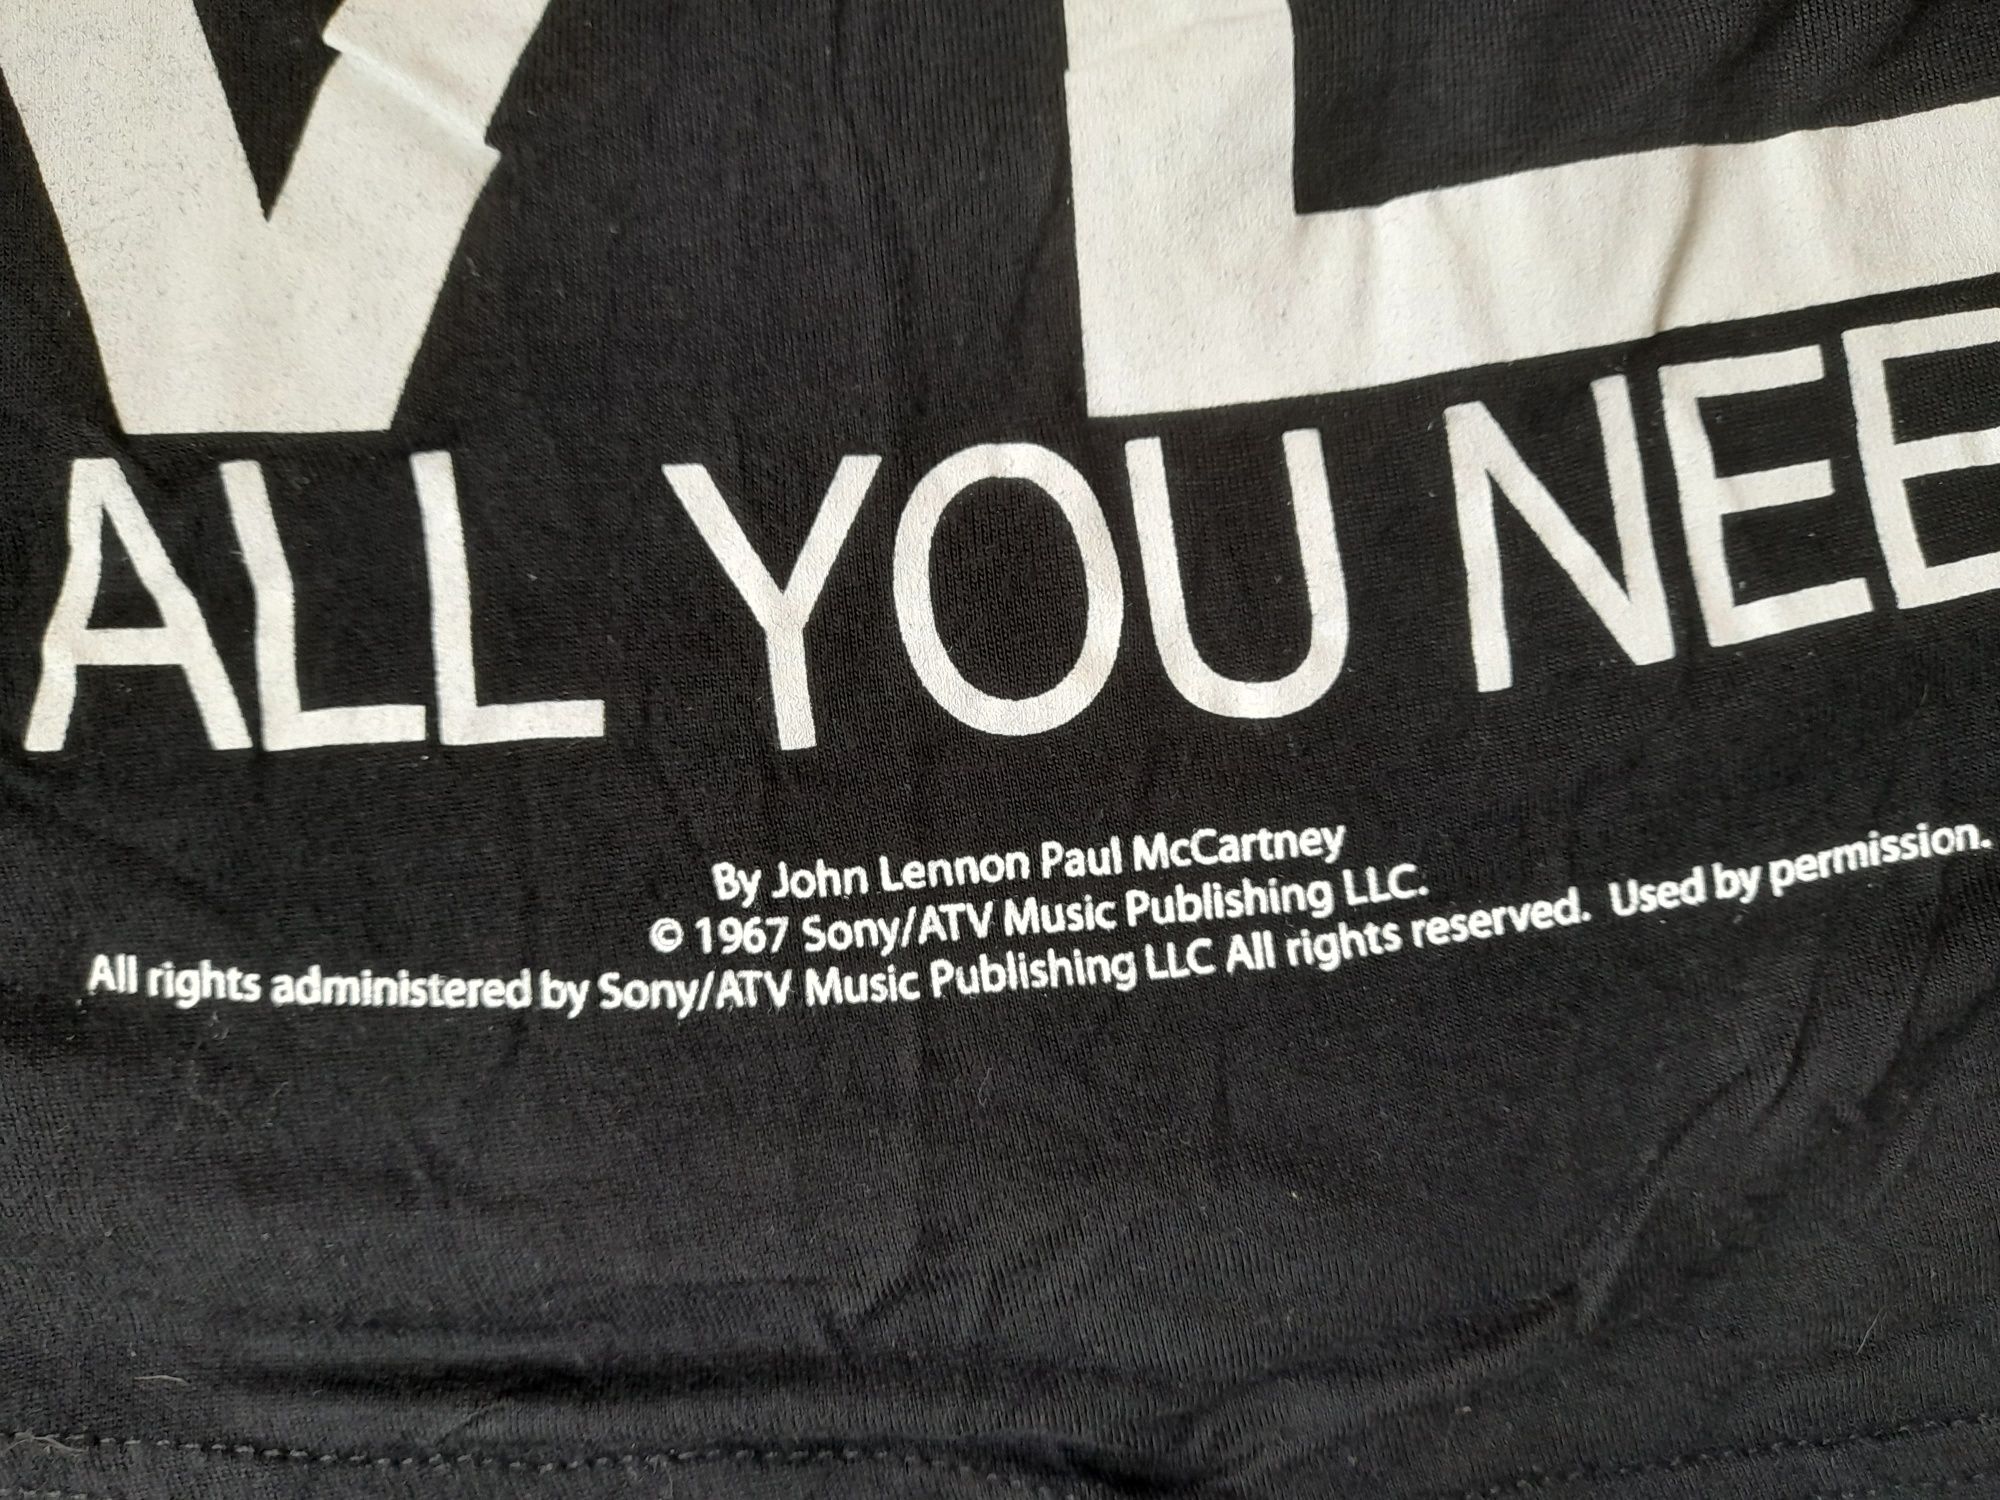 VE
ALL YOU NEE
By John Lennon Paul McCartney
© 1967 Sony/ATV Music Publishing LLC.
All rights administered by Sony/ATV Music Publishing LLC All rights reserved. Used by permission.